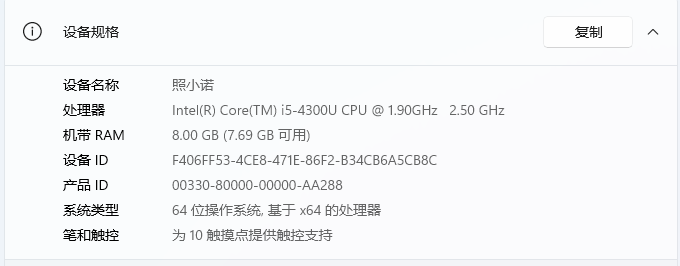 设备规格 复制
设备名称 照小诺
处理器 Intel(R) Core(TM) i5-4300U CPU @ 1.90GHz 2.50 GHz
机带 RAM 8.00 GB (7.69 GB 可用)
设备 ID F406FF53-4CE8-471E-86F2-B34CB6A5CB8C
产品 ID 00330-80000-00000-AA288
系统类型 64 位操作系统, 基于 x64 的处理器
笔和触控 为 10 触摸点提供触控支持